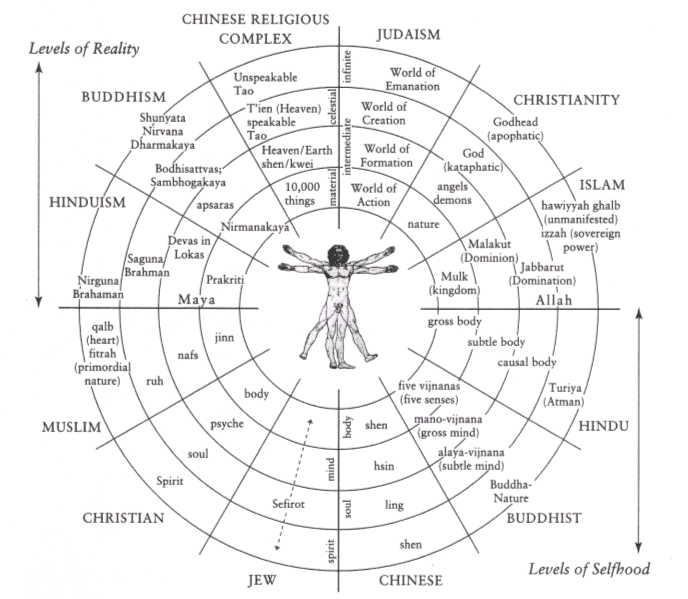 CHINESE RELIGIOUS
COMPLEX
JUDAISM
Levels of Reality
BUDDHISM
CHRISTIANITY
HINDUISM
ISLAM
infinite
celestial
intermediate
material
Unspeakable
Tao
T'ien (Heaven)
speakable
Tao
Heaven/Earth
shen/kwei
10,000
things
World of
Emanation
World of
Creation
World of
Formation
World of
Action
Godhead
(apophatic)
God
(kataphatic)
angels
demons
nature
Shunyata
Nirvana
Dharmakaya
Bodhisattvas;
Sambhogakaya
apsaras
Nirmanakaya
hawiyyah ghalb
(unmanifested)
izzah (sovereign
power)
Jabbarut
(Domination)
Malakut
(Dominion)
Mulk
(kingdom)
Allah
Nirguna
Brahaman
Saguna
Brahman
Devas in
Lokas
Prakriti
Maya
qalb
(heart)
fitrah
(primordial
nature)
ruh
nafs
jinn
gross body
subtle body
causal body
Turiya
(Atman)
MUSLIM
HINDU
Spirit
soul
psyche
body
five vijnanas
(five senses)
mano-vijnana
(gross mind)
alaya-vijnana
(subtle mind)
Buddha-
Nature
CHRISTIAN
BUDDHIST
Sefirot
body
mind
soul
spirit
shen
hsin
ling
shen
JEW
CHINESE
Levels of Selfhood